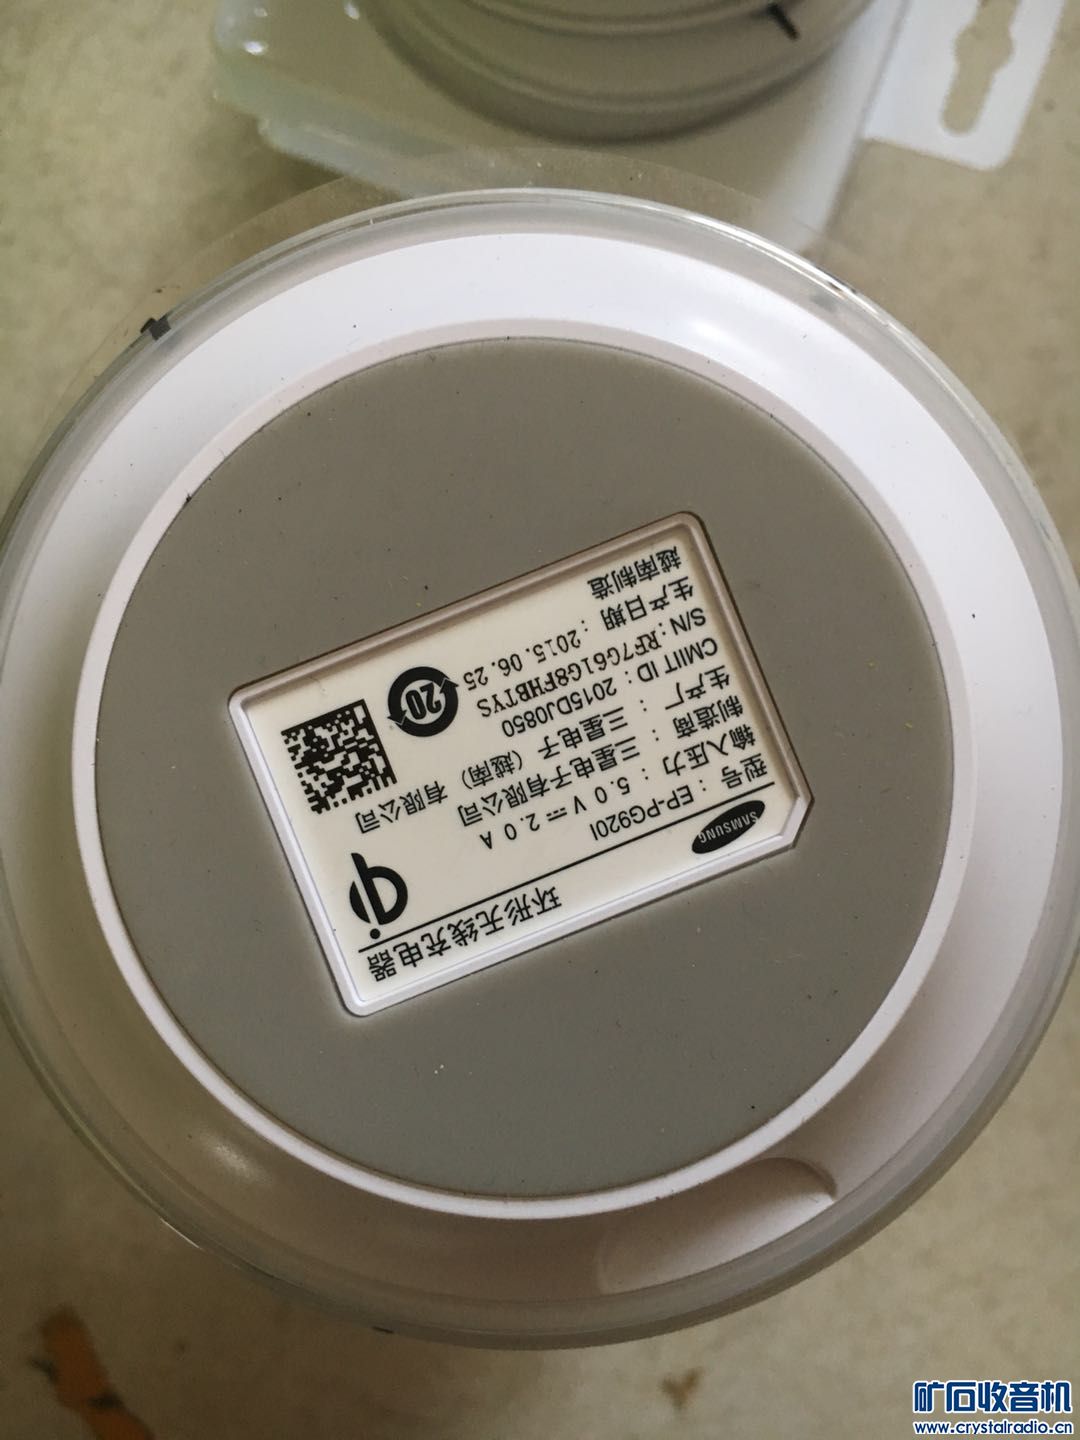 SAMSUNG
环形无线充电器
型号：EP-PG920I
输入压力：5.0 V ⎓ 2.0 A
制造商：三星电子有限公司
生产厂：三星电子（越南）有限公司
CMIIT ID：2015DJ0850
S/N：RF7G61G8FHBTYS
生产日期：2015.06.25
越南制造
qi
20
矿石收音机
www.crystalradio.cn